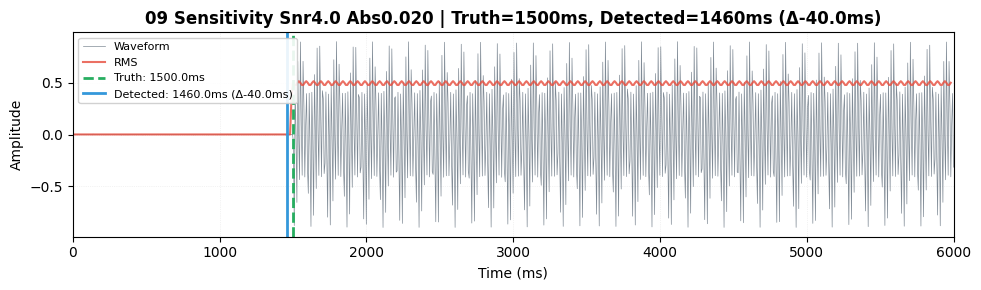 09 Sensitivity Snr4.0 Abs0.020 | Truth=1500ms, Detected=1460ms (Δ-40.0ms)
Waveform
RMS
Truth: 1500.0ms
Detected: 1460.0ms (Δ-40.0ms)
Amplitude
0.5
0.0
−0.5
0 1000 2000 3000 4000 5000 6000
Time (ms)